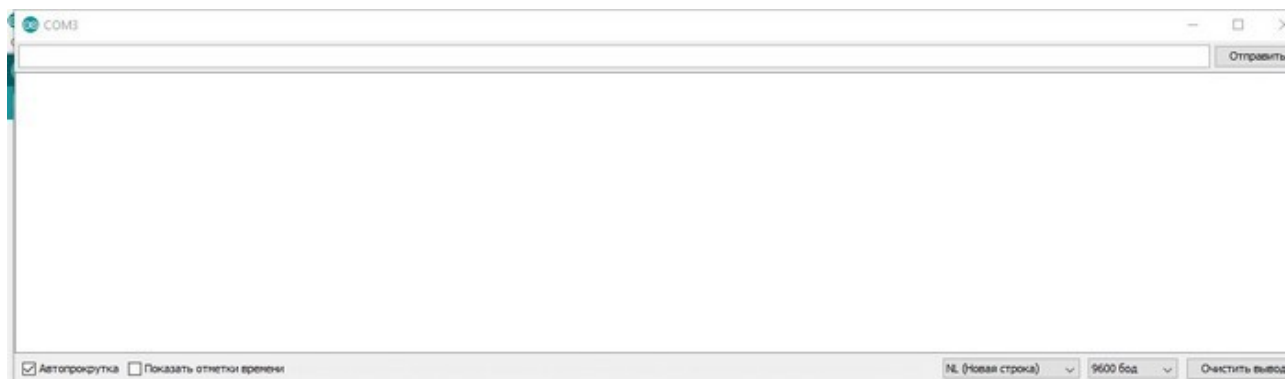 COM3
Отправить
Автопрокрутка Показать отметки времени NL (Новая строка) 9600 бод Очистить вывод